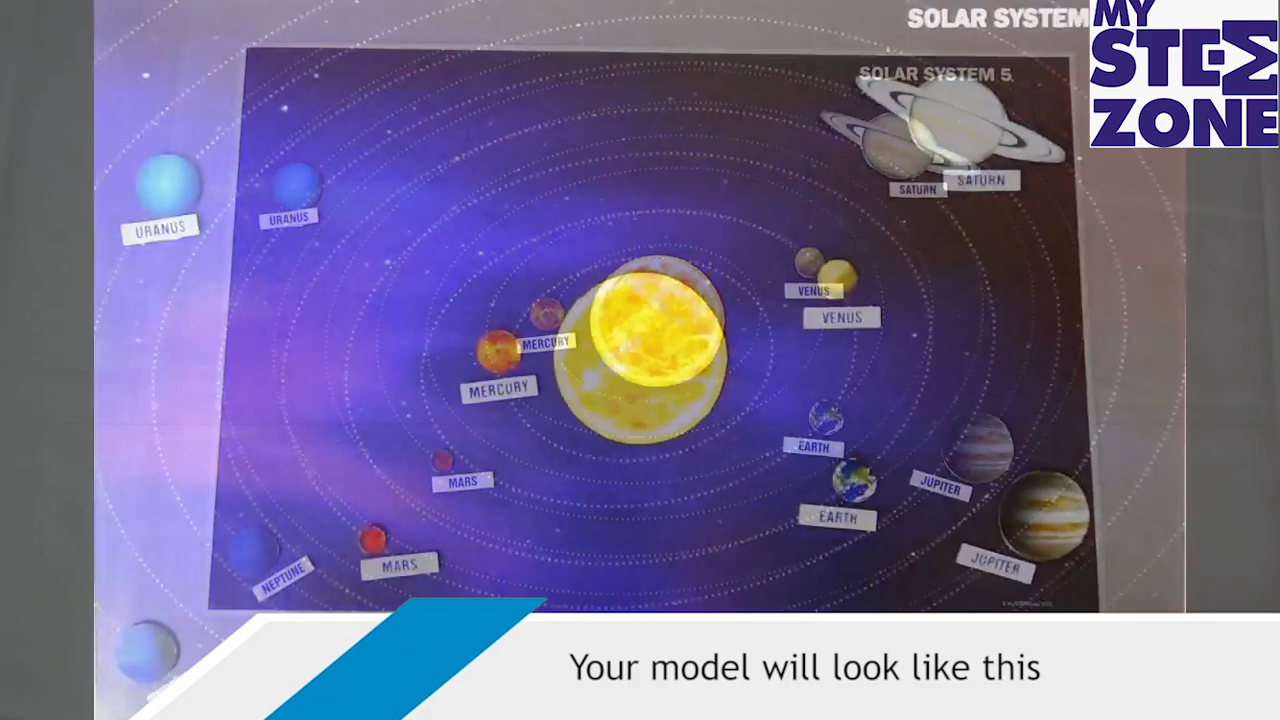 SOLAR SYSTEM
MY
STEΣ
ZONE
SOLAR SYSTEM 5
SATURN
SATURN
URANUS
URANUS
VENUS
VENUS
MERCURY
MERCURY
EARTH
EARTH
MARS
MARS
JUPITER
JUPITER
NEPTUNE
Your model will look like this